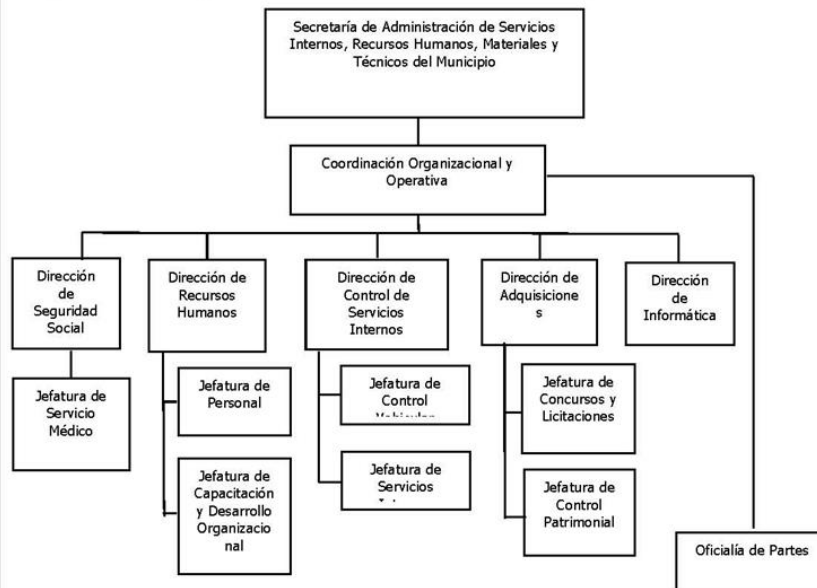 Secretaría de Administración de Servicios
Internos, Recursos Humanos, Materiales y
Técnicos del Municipio
Coordinación Organizacional y
Operativa
Dirección
de
Seguridad
Social
Dirección de
Recursos
Humanos
Dirección de
Control de
Servicios
Internos
Dirección de
Adquisicione
s
Dirección
de
Informática
Jefatura de
Servicio
Médico
Jefatura de
Personal
Jefatura de
Capacitación
y Desarrollo
Organizacio
nal
Jefatura de
Control
Jefatura de
Servicios
Jefatura de
Concursos y
Licitaciones
Jefatura de
Control
Patrimonial
Oficialía de Partes